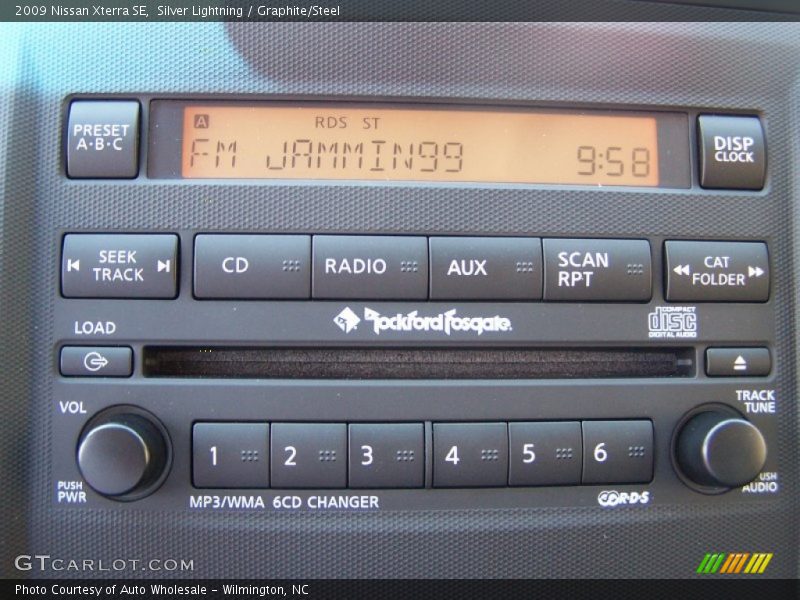 2009 Nissan Xterra SE, Silver Lightning / Graphite/Steel
PRESET
A·B·C
A RDS ST
FM JAMMIN99 9:58
DISP
CLOCK
SEEK
TRACK
CD
RADIO
AUX
SCAN
RPT
CAT
FOLDER
LOAD
Rockford Fosgate.
COMPACT
disc
DIGITAL AUDIO
VOL
TRACK
TUNE
1 2 3 4 5 6
PUSH
PWR
PUSH
AUDIO
MP3/WMA 6CD CHANGER
R·D·S
GTCARLOT.COM
Photo Courtesy of Auto Wholesale - Wilmington, NC